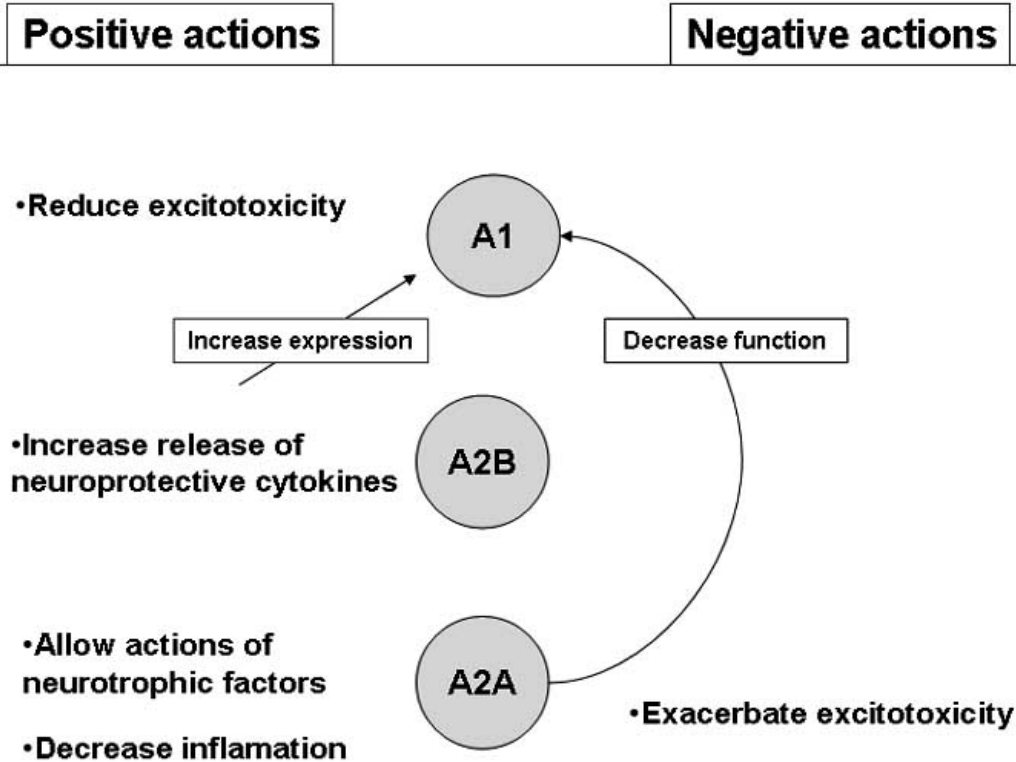 Positive actions
Negative actions
•Reduce excitotoxicity
A1
Increase expression
Decrease function
•Increase release of
neuroprotective cytokines
A2B
•Allow actions of
neurotrophic factors
A2A
•Exacerbate excitotoxicity
•Decrease inflamation